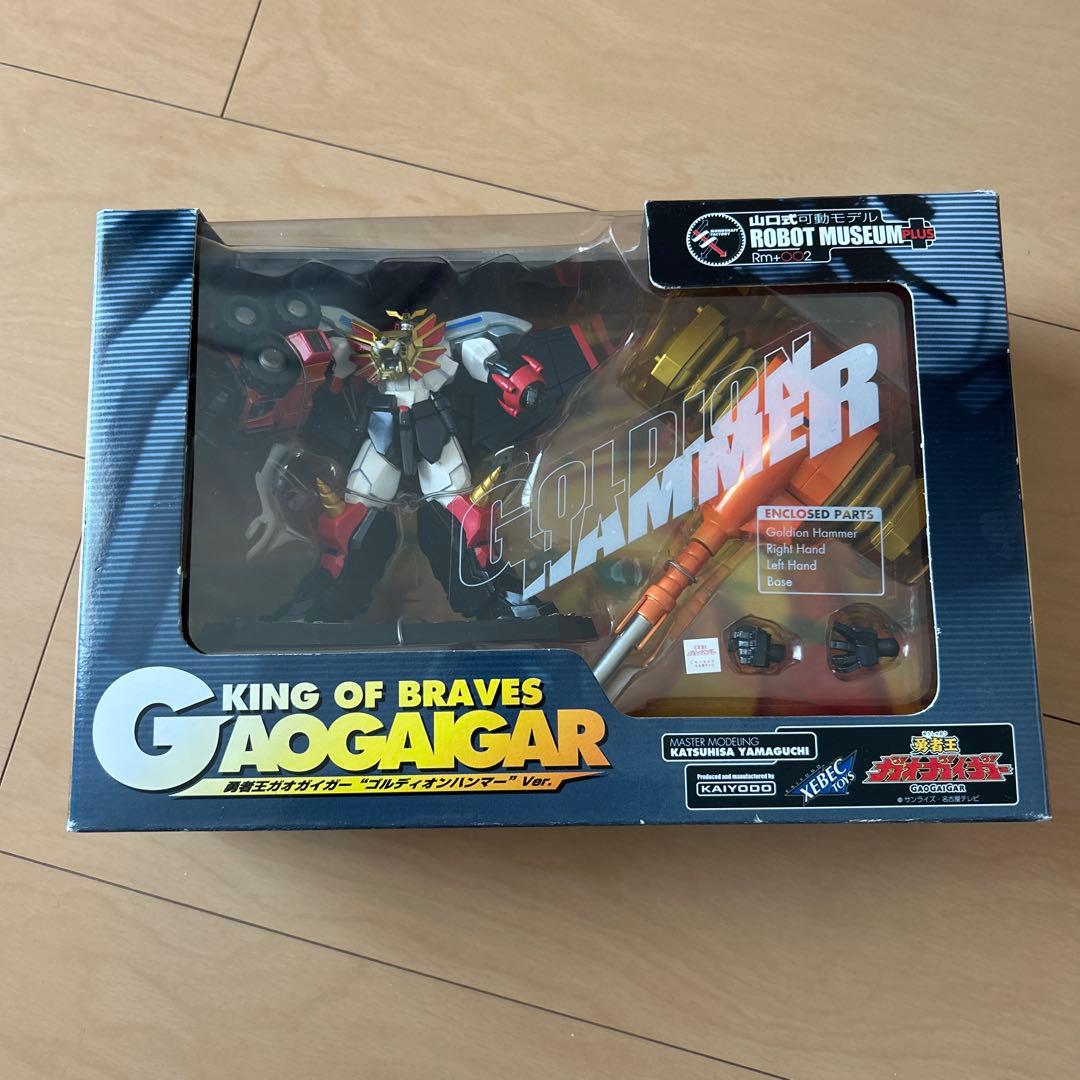 山口式可動モデル
ROBOT MUSEUM PLUS
Rm+002
GOLDION
HAMMER
ENCLOSED PARTS
Goldion Hammer
Right Hand
Left Hand
Base
KING OF BRAVES
GAOGAIGAR
勇者王ガオガイガー “ゴルディオンハンマー” Ver.
MASTER MODELING
KATSUHISA YAMAGUCHI
Produced and manufactured by
KAIYODO
KAIYODO
XEBEC
TOYS
勇者王
ガオガイガー
GAOGAIGAR
©サンライズ・名古屋テレビ